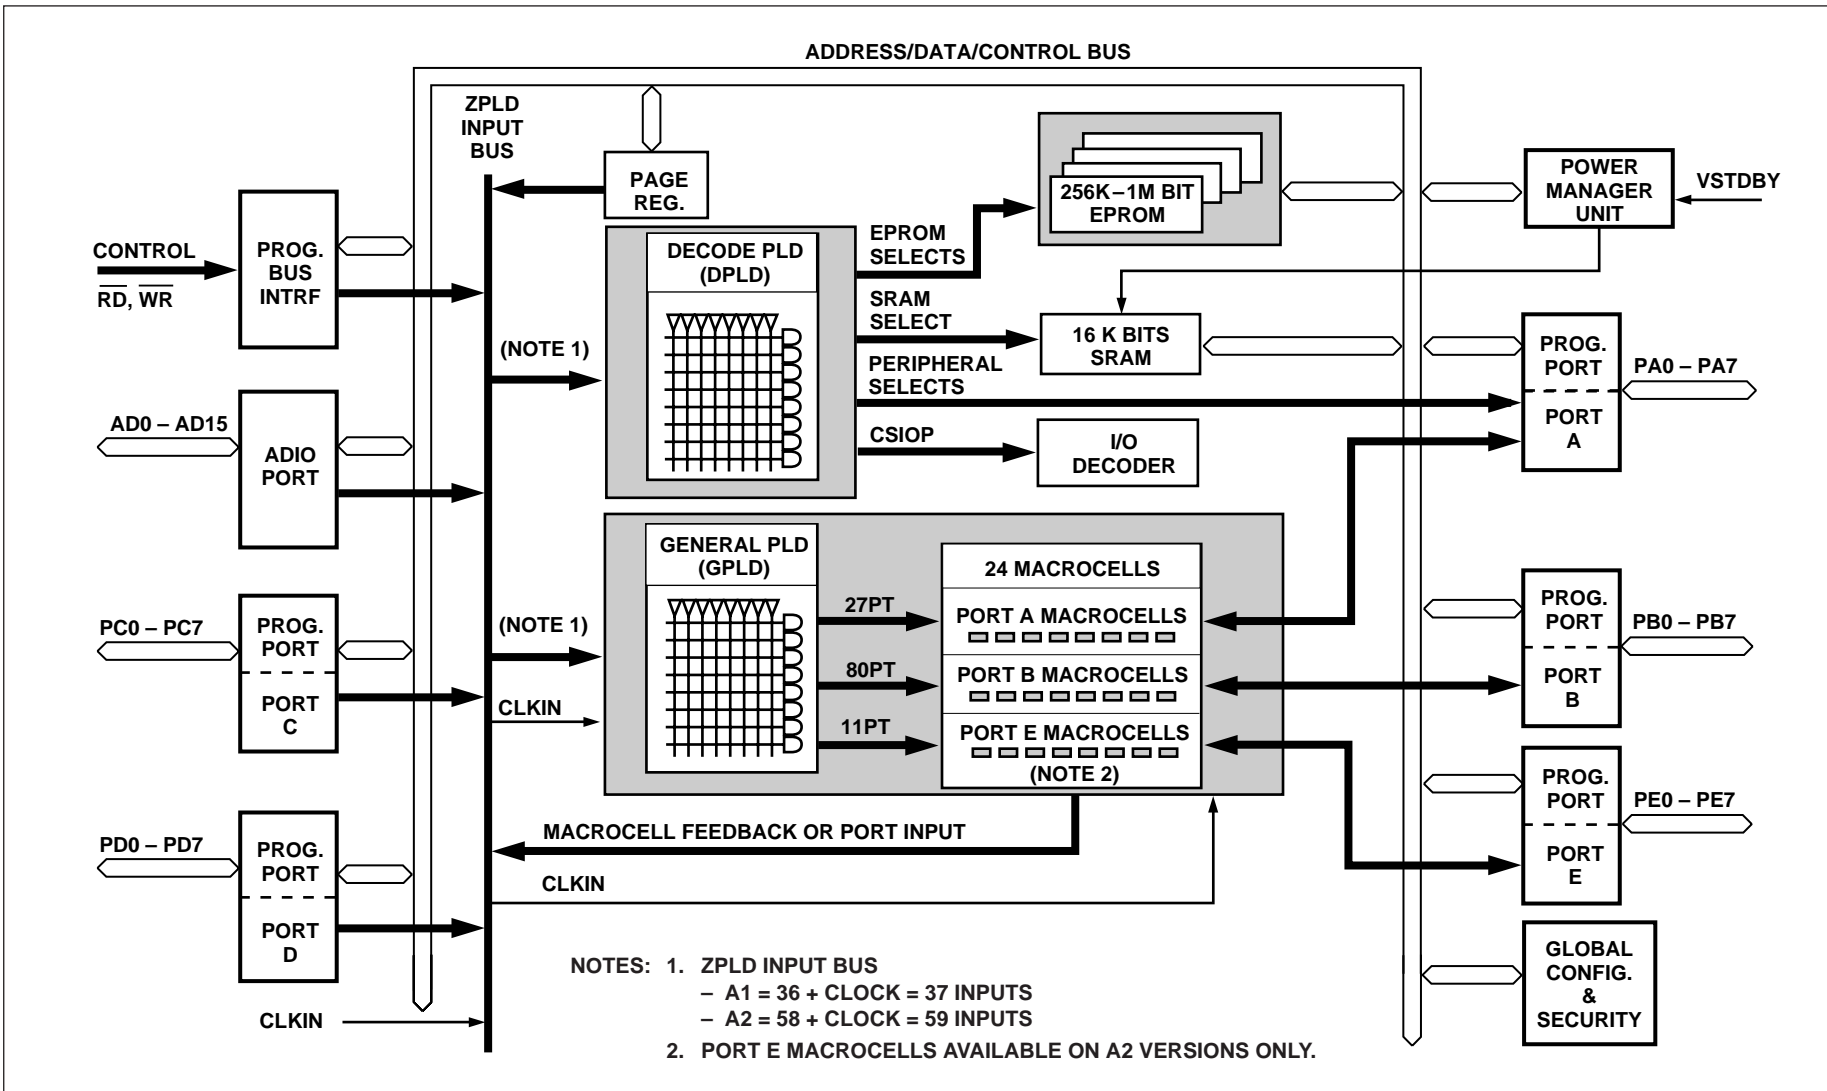 ADDRESS/DATA/CONTROL BUS
ZPLD
INPUT
BUS
PAGE
REG.
256K–1M BIT
EPROM
POWER
MANAGER
UNIT
VSTDBY
CONTROL
RD, WR
PROG.
BUS
INTRF
DECODE PLD
(DPLD)
EPROM
SELECTS
SRAM
SELECT
16 K BITS
SRAM
PERIPHERAL
SELECTS
CSIOP
I/O
DECODER
PROG.
PORT
PORT
A
PA0 – PA7
(NOTE 1)
AD0 – AD15
ADIO
PORT
GENERAL PLD
(GPLD)
24 MACROCELLS
27PT
PORT A MACROCELLS
80PT
PORT B MACROCELLS
11PT
PORT E MACROCELLS
(NOTE 2)
(NOTE 1)
CLKIN
PC0 – PC7
PROG.
PORT
PORT
C
PROG.
PORT
PORT
B
PB0 – PB7
PROG.
PORT
PORT
E
PE0 – PE7
MACROCELL FEEDBACK OR PORT INPUT
CLKIN
PD0 – PD7
PROG.
PORT
PORT
D
CLKIN
GLOBAL
CONFIG.
&
SECURITY
NOTES: 1. ZPLD INPUT BUS
– A1 = 36 + CLOCK = 37 INPUTS
– A2 = 58 + CLOCK = 59 INPUTS
2. PORT E MACROCELLS AVAILABLE ON A2 VERSIONS ONLY.